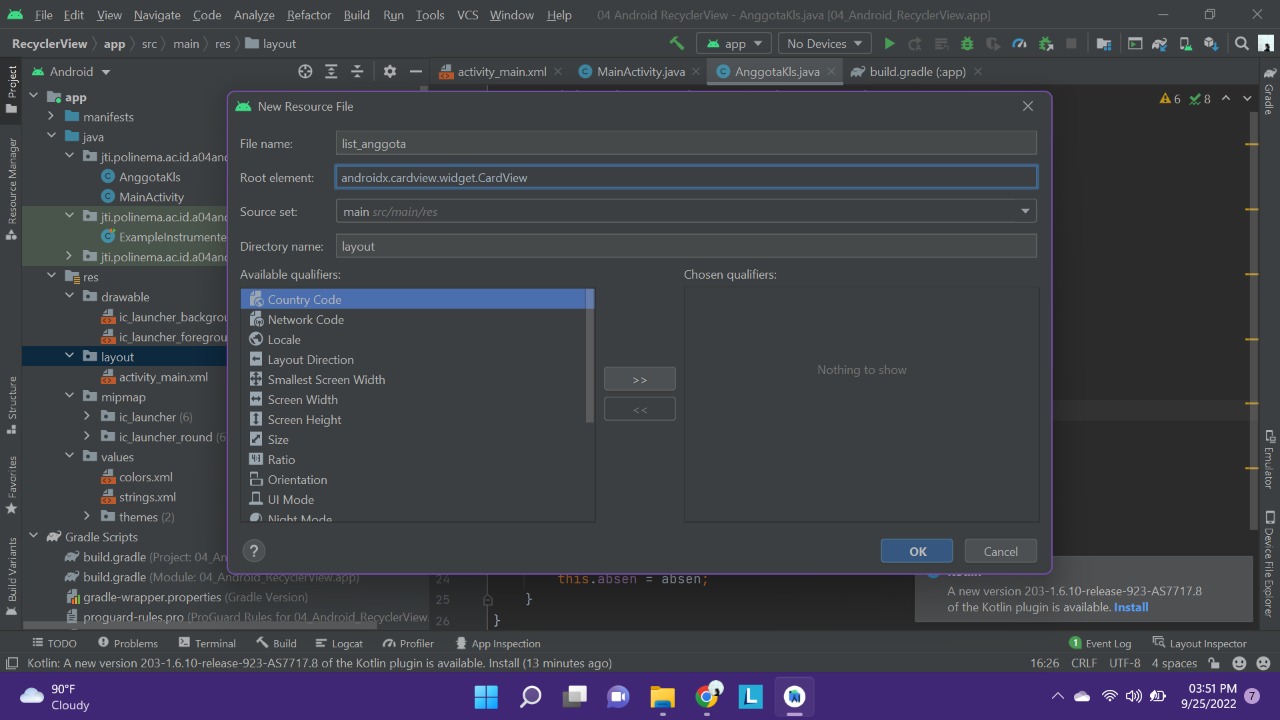 File Edit View Navigate Code Analyze Refactor Build Run Tools VCS Window Help 04 Android RecyclerView - AnggotaKls.java [04_Android_RecyclerView.app]
RecyclerView app src main res layout app No Devices
Project
Android
activity_main.xml MainActivity.java AnggotaKls.java build.gradle (:app)
Gradle
app
manifests
java
jti.polinema.ac.id.a04and
AnggotaKls
MainActivity
jti.polinema.ac.id.a04and
ExampleInstrumente
jti.polinema.ac.id.a04and
res
drawable
ic_launcher_backgrou
ic_launcher_foregrou
layout
activity_main.xml
mipmap
ic_launcher (6)
ic_launcher_round (6
values
colors.xml
strings.xml
themes (2)
Gradle Scripts
build.gradle (Project: 04_An
build.gradle (Module: 04_Android_RecyclerView.app)
gradle-wrapper.properties (Gradle Version)
proguard-rules.pro (ProGuard Rules for 04_Android_RecyclerView
Resource Manager
Structure
Favorites
Build Variants
New Resource File
File name: list_anggota
Root element: androidx.cardview.widget.CardView
Source set: main src/main/res
Directory name: layout
Available qualifiers: Chosen qualifiers:
Country Code
Network Code
Locale
Layout Direction
Smallest Screen Width
Screen Width
Screen Height
Size
Ratio
Orientation
UI Mode
Night Mode
>>
<<
Nothing to show
? OK Cancel
6 8
24 this.absen = absen;
25 }
26 }
A new version 203-1.6.10-release-923-AS7717.8
of the Kotlin plugin is available. Install
Emulator
Device File Explorer
TODO Problems Terminal Build Logcat Profiler App Inspection 1 Event Log Layout Inspector
Kotlin: A new version 203-1.6.10-release-923-AS7717.8 of the Kotlin plugin is available. Install (13 minutes ago) 16:26 CRLF UTF-8 4 spaces
90°F
Cloudy
L
03:51 PM
9/25/2022
7